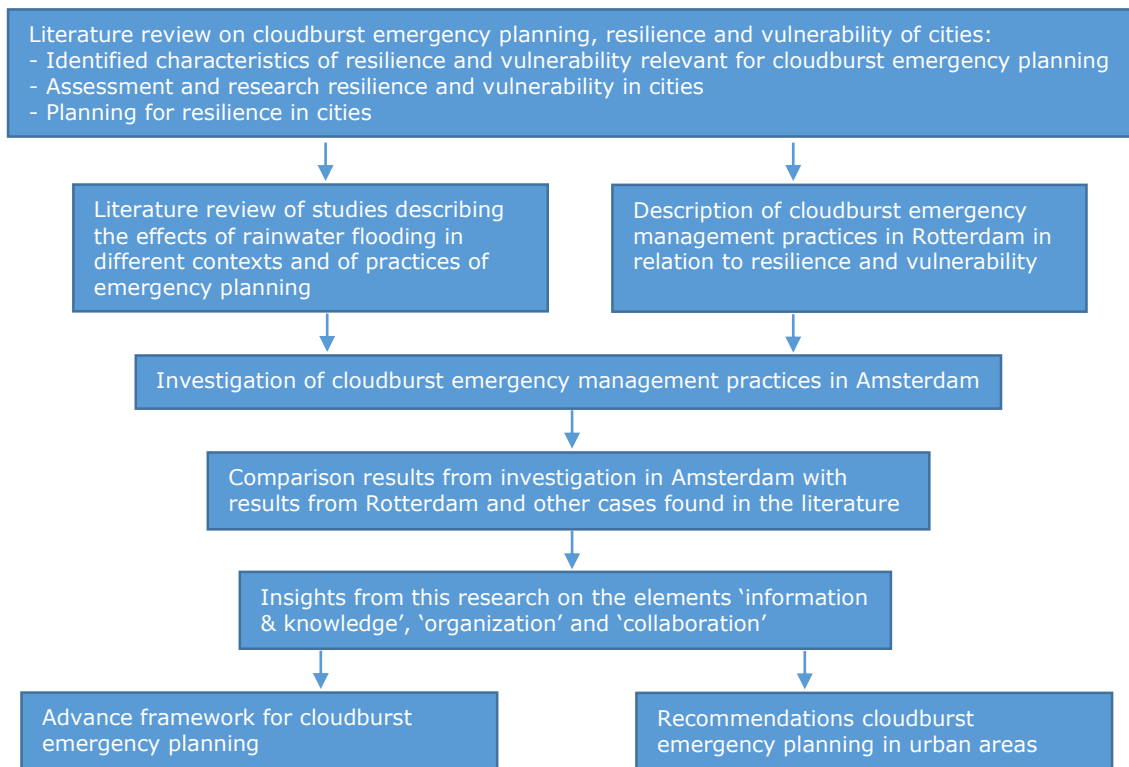 Literature review on cloudburst emergency planning, resilience and vulnerability of cities:
- Identified characteristics of resilience and vulnerability relevant for cloudburst emergency planning
- Assessment and research resilience and vulnerability in cities
- Planning for resilience in cities
Literature review of studies describing
the effects of rainwater flooding in
different contexts and of practices of
emergency planning
Description of cloudburst emergency
management practices in Rotterdam in
relation to resilience and vulnerability
Investigation of cloudburst emergency management practices in Amsterdam
Comparison results from investigation in Amsterdam with
results from Rotterdam and other cases found in the literature
Insights from this research on the elements ‘information
& knowledge’, ‘organization’ and ‘collaboration’
Advance framework for cloudburst
emergency planning
Recommendations cloudburst
emergency planning in urban areas